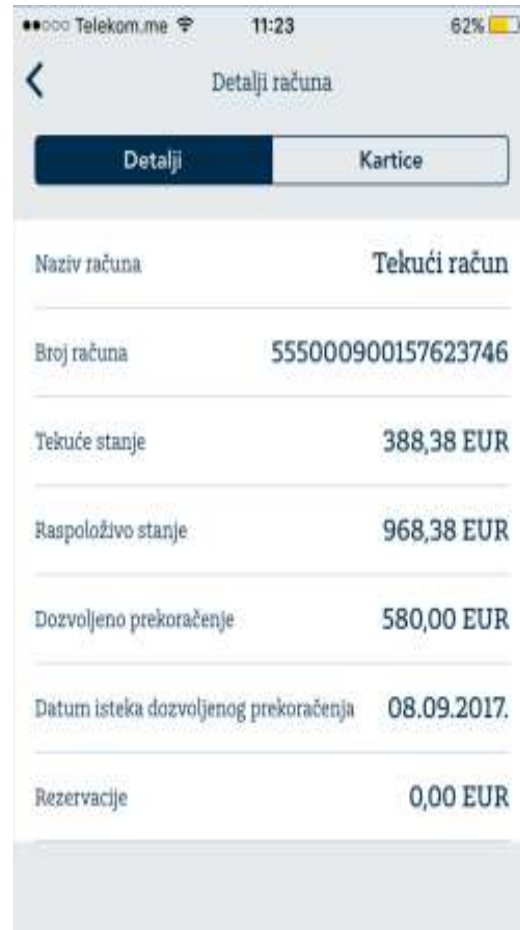 Telekom.me 11:23 62%
Detalji računa
Detalji Kartice
Naziv računa Tekući račun
Broj računa 555000900157623746
Tekuće stanje 388,38 EUR
Raspoloživo stanje 968,38 EUR
Dozvoljeno prekoračenje 580,00 EUR
Datum isteka dozvoljenog prekoračenja 08.09.2017.
Rezervacije 0,00 EUR